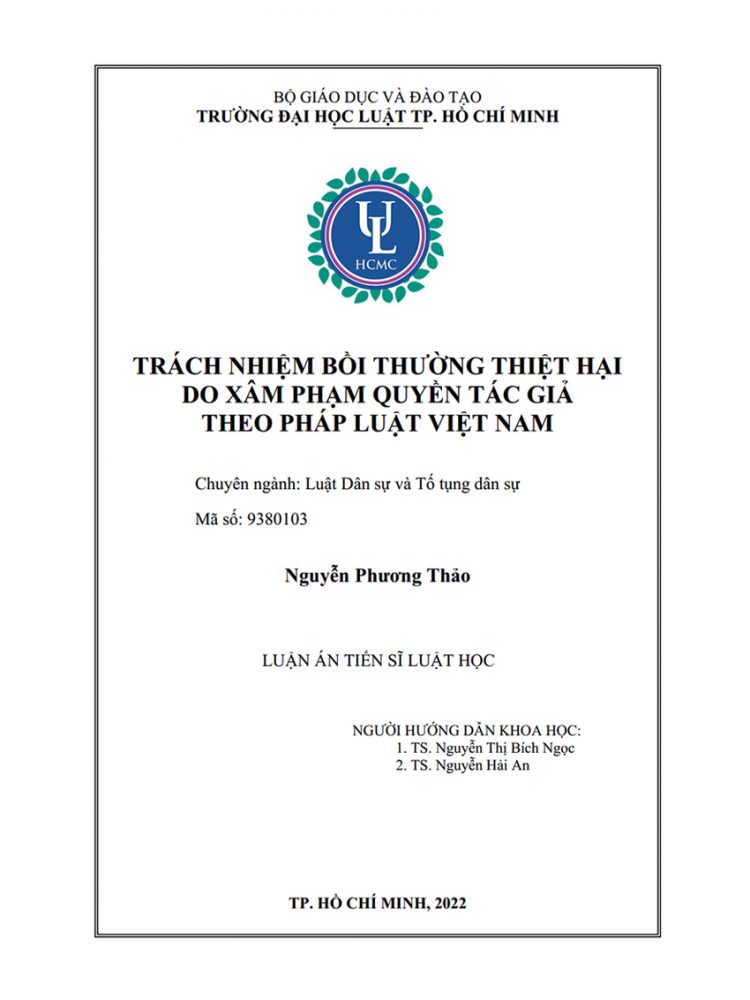 BỘ GIÁO DỤC VÀ ĐÀO TẠO
TRƯỜNG ĐẠI HỌC LUẬT TP. HỒ CHÍ MINH
UL
HCMC
TRÁCH NHIỆM BỒI THƯỜNG THIỆT HẠI
DO XÂM PHẠM QUYỀN TÁC GIẢ
THEO PHÁP LUẬT VIỆT NAM
Chuyên ngành: Luật Dân sự và Tố tụng dân sự
Mã số: 9380103
Nguyễn Phương Thảo
LUẬN ÁN TIẾN SĨ LUẬT HỌC
NGƯỜI HƯỚNG DẪN KHOA HỌC:
1. TS. Nguyễn Thị Bích Ngọc
2. TS. Nguyễn Hải An
TP. HỒ CHÍ MINH, 2022